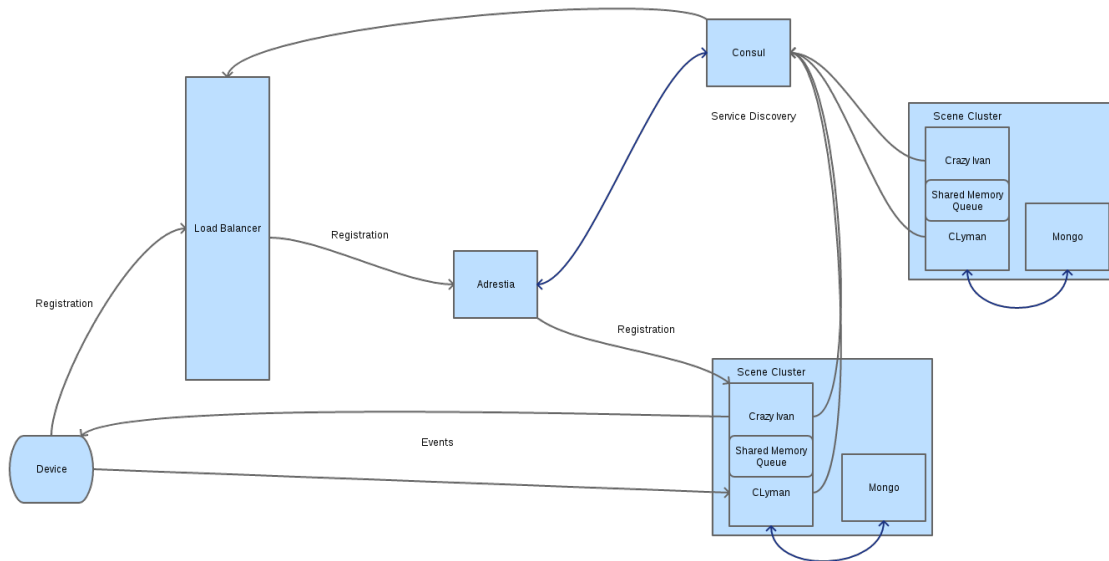 Consul
Service Discovery
Scene Cluster
Crazy Ivan
Shared Memory
Queue
CLyman
Mongo
Load Balancer
Registration
Adrestia
Registration
Registration
Scene Cluster
Crazy Ivan
Shared Memory
Queue
CLyman
Mongo
Events
Device